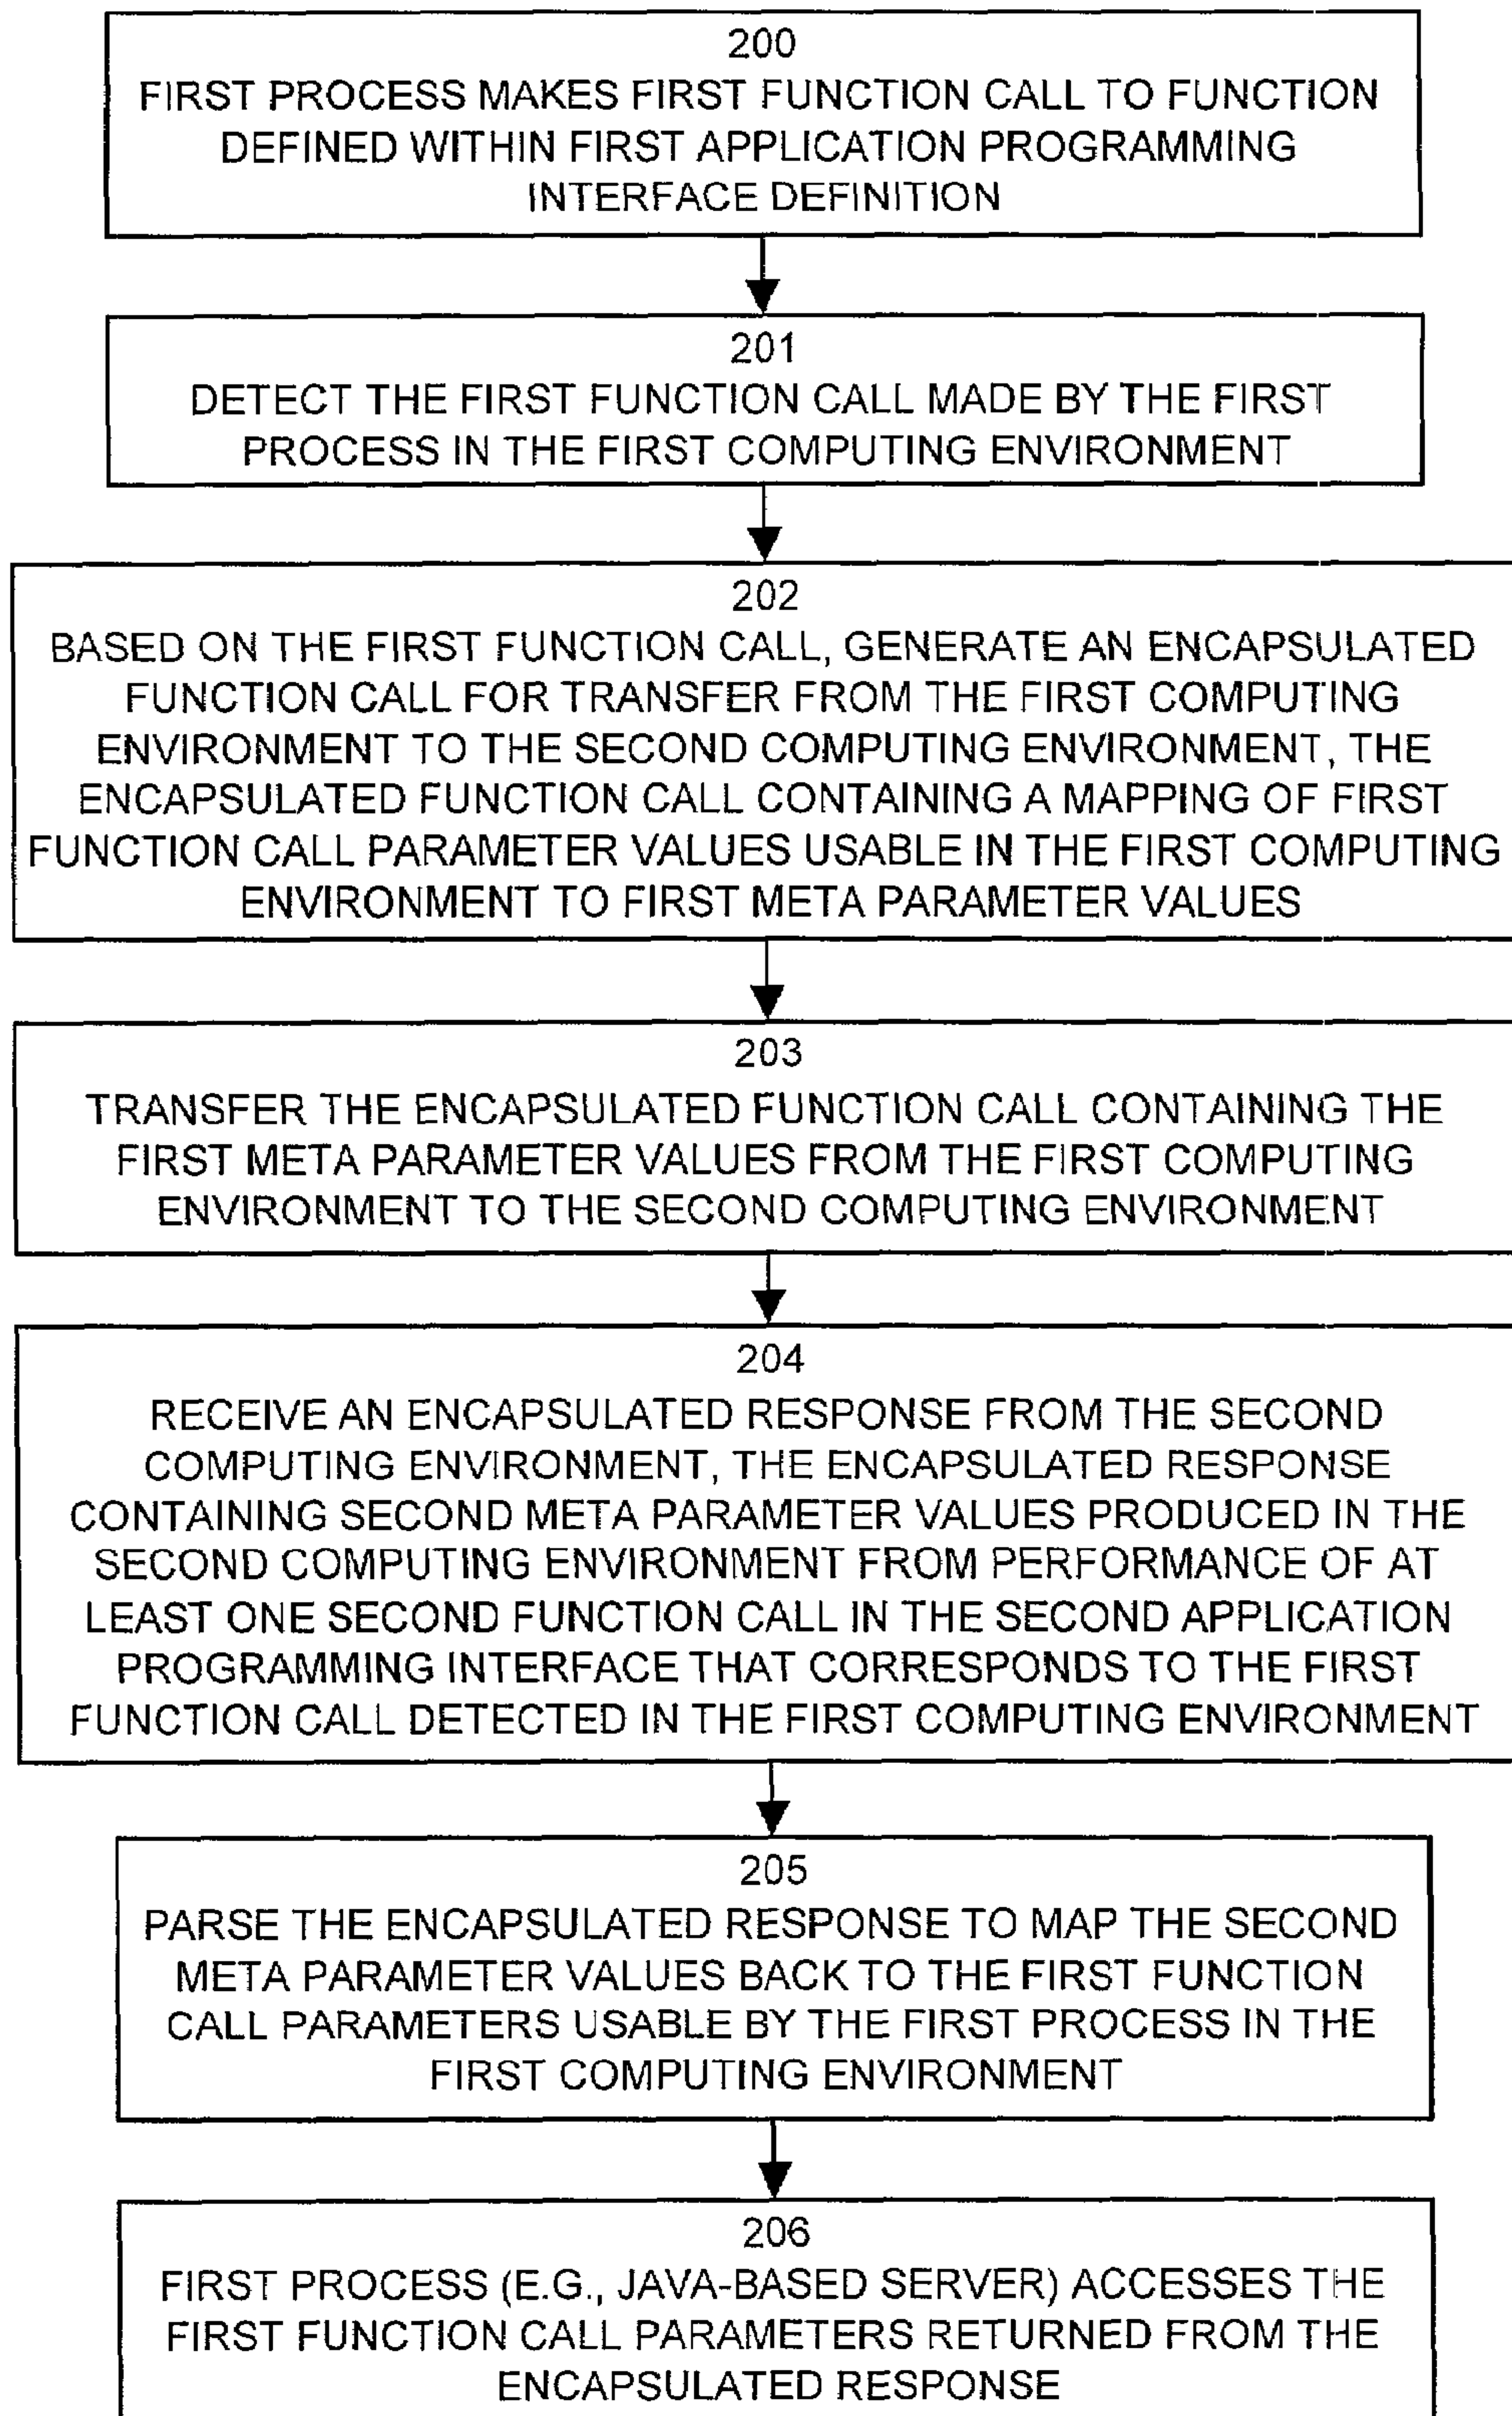 200
FIRST PROCESS MAKES FIRST FUNCTION CALL TO FUNCTION
DEFINED WITHIN FIRST APPLICATION PROGRAMMING
INTERFACE DEFINITION
201
DETECT THE FIRST FUNCTION CALL MADE BY THE FIRST
PROCESS IN THE FIRST COMPUTING ENVIRONMENT
202
BASED ON THE FIRST FUNCTION CALL, GENERATE AN ENCAPSULATED
FUNCTION CALL FOR TRANSFER FROM THE FIRST COMPUTING
ENVIRONMENT TO THE SECOND COMPUTING ENVIRONMENT, THE
ENCAPSULATED FUNCTION CALL CONTAINING A MAPPING OF FIRST
FUNCTION CALL PARAMETER VALUES USABLE IN THE FIRST COMPUTING
ENVIRONMENT TO FIRST META PARAMETER VALUES
203
TRANSFER THE ENCAPSULATED FUNCTION CALL CONTAINING THE
FIRST META PARAMETER VALUES FROM THE FIRST COMPUTING
ENVIRONMENT TO THE SECOND COMPUTING ENVIRONMENT
204
RECEIVE AN ENCAPSULATED RESPONSE FROM THE SECOND
COMPUTING ENVIRONMENT, THE ENCAPSULATED RESPONSE
CONTAINING SECOND META PARAMETER VALUES PRODUCED IN THE
SECOND COMPUTING ENVIRONMENT FROM PERFORMANCE OF AT
LEAST ONE SECOND FUNCTION CALL IN THE SECOND APPLICATION
PROGRAMMING INTERFACE THAT CORRESPONDS TO THE FIRST
FUNCTION CALL DETECTED IN THE FIRST COMPUTING ENVIRONMENT
205
PARSE THE ENCAPSULATED RESPONSE TO MAP THE SECOND
META PARAMETER VALUES BACK TO THE FIRST FUNCTION
CALL PARAMETERS USABLE BY THE FIRST PROCESS IN THE
FIRST COMPUTING ENVIRONMENT
206
FIRST PROCESS (E.G., JAVA-BASED SERVER) ACCESSES THE
FIRST FUNCTION CALL PARAMETERS RETURNED FROM THE
ENCAPSULATED RESPONSE